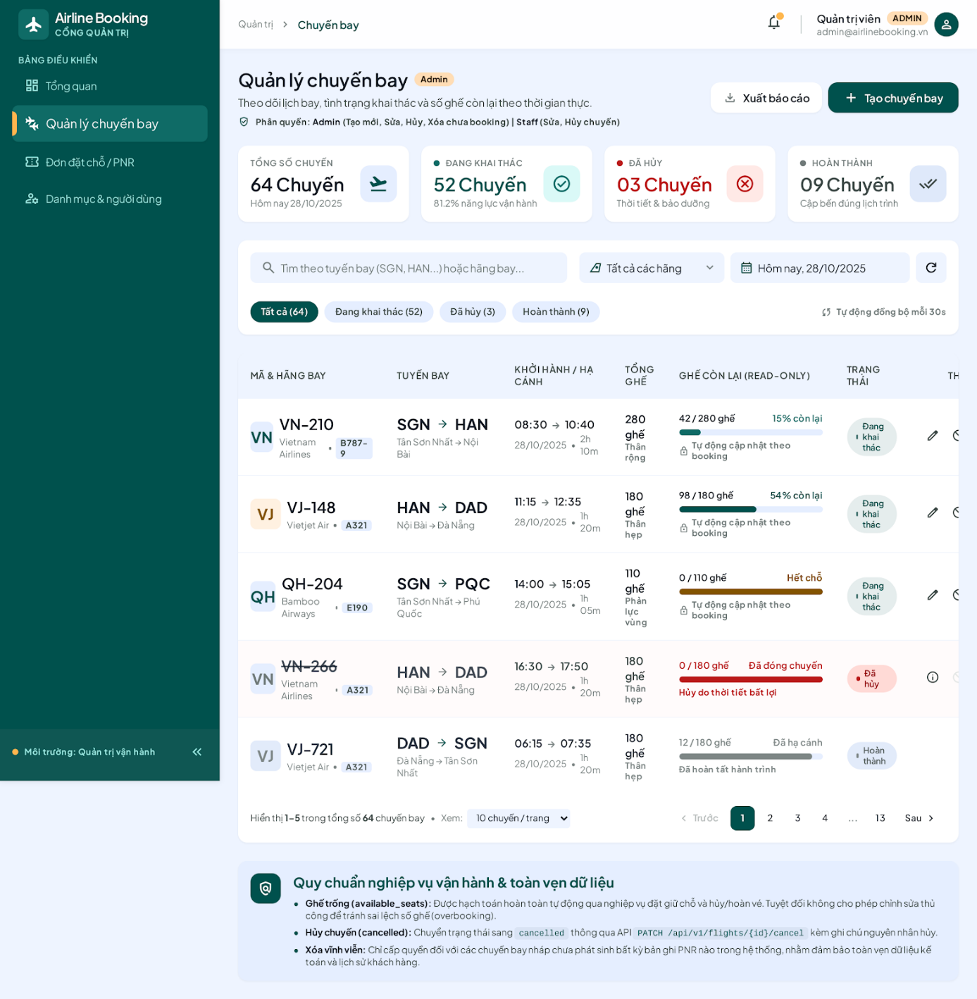 Airline Booking
CỔNG QUẢN TRỊ
BẢNG ĐIỀU KHIỂN
Tổng quan
Quản lý chuyến bay
Đơn đặt chỗ / PNR
Danh mục & người dùng
Môi trường: Quản trị vận hành
Quản trị
Chuyến bay
Quản trị viên ADMIN
admin@airlinebooking.vn
Quản lý chuyến bay Admin
Theo dõi lịch bay, tình trạng khai thác và số ghế còn lại theo thời gian thực.
Phân quyền: Admin (Tạo mới, Sửa, Hủy, Xóa chưa booking) | Staff (Sửa, Hủy chuyến)
Xuất báo cáo
Tạo chuyến bay
TỔNG SỐ CHUYẾN
64 Chuyến
Hôm nay 28/10/2025
ĐANG KHAI THÁC
52 Chuyến
81.2% năng lực vận hành
ĐÃ HỦY
03 Chuyến
Thời tiết & bảo dưỡng
HOÀN THÀNH
09 Chuyến
Cập bến đúng lịch trình
Tìm theo tuyến bay (SGN, HAN...) hoặc hãng bay...
Tất cả các hãng
Hôm nay, 28/10/2025
Tất cả (64)
Đang khai thác (52)
Đã hủy (3)
Hoàn thành (9)
Tự động đồng bộ mỗi 30s
MÃ & HÃNG BAY
TUYẾN BAY
KHỞI HÀNH / HẠ
CÁNH
TỔNG
GHẾ
GHẾ CÒN LẠI (READ-ONLY)
TRẠNG
THÁI
TH
VN
VN-210
Vietnam
Airlines
• B787-
9
SGN → HAN
Tân Sơn Nhất → Nội
Bài
08:30 → 10:40
28/10/2025 • 2h
10m
280
ghế
Thân
rộng
42 / 280 ghế
15% còn lại
Tự động cập nhật theo
booking
Đang
khai
thác
VJ
VJ-148
Vietjet Air • A321
HAN → DAD
Nội Bài → Đà Nẵng
11:15 → 12:35
28/10/2025 • 1h
20m
180
ghế
Thân
hẹp
98 / 180 ghế
54% còn lại
Tự động cập nhật theo
booking
Đang
khai
thác
QH
QH-204
Bamboo
Airways
• E190
SGN → PQC
Tân Sơn Nhất → Phú
Quốc
14:00 → 15:05
28/10/2025 • 1h
05m
110
ghế
Phản
lực
vùng
0 / 110 ghế
Hết chỗ
Tự động cập nhật theo
booking
Đang
khai
thác
VN
VN-266
Vietnam
Airlines
• A321
HAN → DAD
Nội Bài → Đà Nẵng
16:30 → 17:50
28/10/2025 • 1h
20m
180
ghế
Thân
hẹp
0 / 180 ghế
Đã đóng chuyến
Hủy do thời tiết bất lợi
Đã
hủy
VJ
VJ-721
Vietjet Air • A321
DAD → SGN
Đà Nẵng → Tân Sơn
Nhất
06:15 → 07:35
28/10/2025 • 1h
20m
180
ghế
Thân
hẹp
12 / 180 ghế
Đã hạ cánh
Đã hoàn tất hành trình
Hoàn
thành
Hiển thị 1-5 trong tổng số 64 chuyến bay • Xem: 10 chuyến / trang
Trước 1 2 3 4 ... 13 Sau
Quy chuẩn nghiệp vụ vận hành & toàn vẹn dữ liệu
• Ghế trống (available_seats): Được hạch toán hoàn toàn tự động qua nghiệp vụ đặt giữ chỗ và hủy/hoàn vé. Tuyệt đối không cho phép chỉnh sửa thủ
công để tránh sai lệch số ghế (overbooking).
• Hủy chuyến (cancelled): Chuyển trạng thái sang cancelled thông qua API PATCH /api/v1/flights/{id}/cancel kèm ghi chú nguyên nhân hủy.
• Xóa vĩnh viễn: Chỉ cấp quyền đối với các chuyến bay nháp chưa phát sinh bất kỳ bản ghi PNR nào trong hệ thống, nhằm đảm bảo toàn vẹn dữ liệu kế
toán và lịch sử khách hàng.